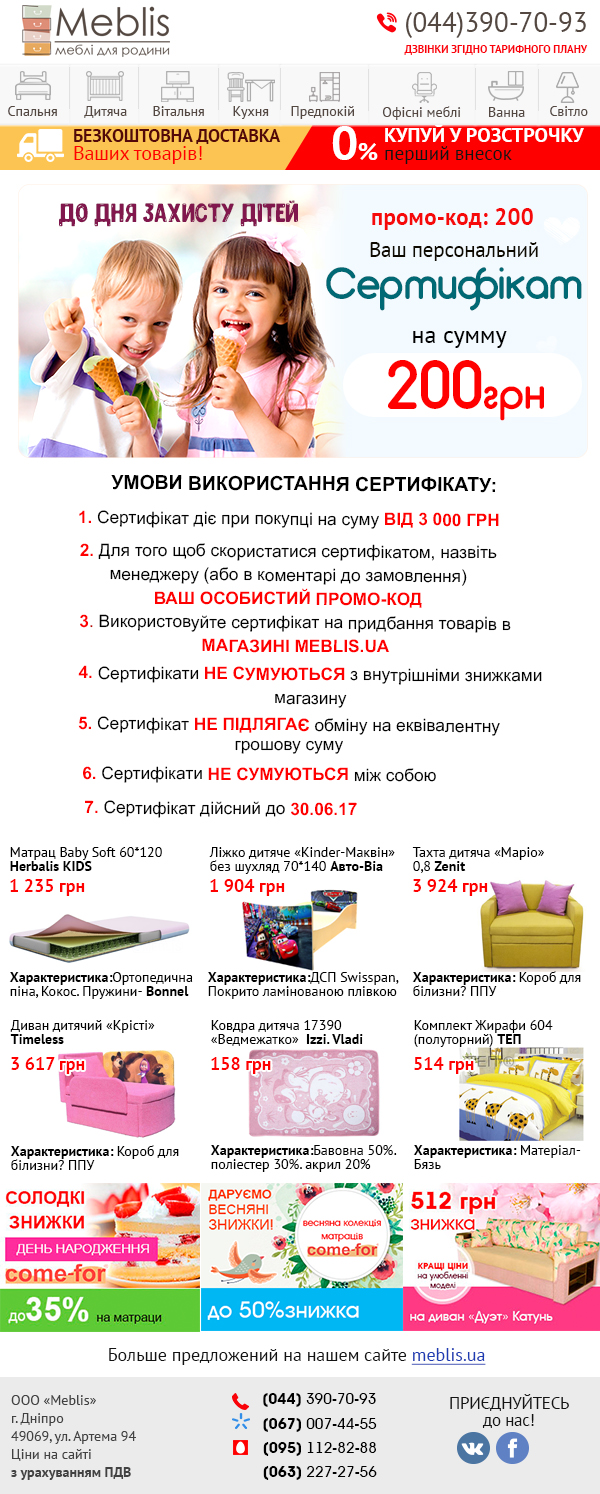 Meblis
меблі для родини
(044)390-70-93
ДЗВІНКИ ЗГІДНО ТАРИФНОГО ПЛАНУ
Спальня Дитяча Вітальня Кухня Предпокій Офісні меблі Ванна Світло
БЕЗКОШТОВНА ДОСТАВКА
Ваших товарів!
0% КУПУЙ У РОЗСТРОЧКУ
перший внесок
ДО ДНЯ ЗАХИСТУ ДІТЕЙ
промо-код: 200
Ваш персональний
Сертифікат
на сумму
200грн
УМОВИ ВИКОРИСТАННЯ СЕРТИФІКАТУ:
1. Сертифікат діє при покупці на суму ВІД 3 000 ГРН
2. Для того щоб скористатися сертифікатом, назвіть
менеджеру (або в коментарі до замовлення)
ВАШ ОСОБИСТИЙ ПРОМО-КОД
3. Використовуйте сертифікат на придбання товарів в
МАГАЗИНІ MEBLIS.UA
4. Сертифікати НЕ СУМУЮТЬСЯ з внутрішніми знижками
магазину
5. Сертифікат НЕ ПІДЛЯГАЄ обміну на еквівалентну
грошову суму
6. Сертифікати НЕ СУМУЮТЬСЯ між собою
7. Сертифікат дійсний до 30.06.17
Матрац Baby Soft 60*120
Herbalis KIDS
1 235 грн
Характеристика:Ортопедична
піна, Кокос. Пружини- Bonnel
Ліжко дитяче «Kinder-Маквін»
без шухляд 70*140 Авто-Віа
1 904 грн
Характеристика:ДСП Swisspan,
Покрито ламінованою плівкою
Тахта дитяча «Маріо»
0,8 Zenit
3 924 грн
Характеристика: Короб для
білизни? ППУ
Диван дитячий «Крісті»
Timeless
3 617 грн
Характеристика: Короб для
білизни? ППУ
Ковдра дитяча 17390
«Ведмежатко» Izzi. Vladi
158 грн
Характеристика:Бавовна 50%.
поліестер 30%. акрил 20%
Комплект Жирафи 604
(полуторний) ТЕП
514 грн
Характеристика: Матеріал-
Бязь
СОЛОДКІ
ЗНИЖКИ
ДЕНЬ НАРОДЖЕННЯ
come-for
до35% на матраци
ДАРУЄМО
ВЕСНЯНІ
ЗНИЖКИ!
весняна колекція
матраців
come-for
до 50%знижка
512 грн
знижка
КРАЩІ ЦІНИ
на улюбленні
моделі
на диван «Дуэт» Катунь
Больше предложений на нашем сайте meblis.ua
ООО «Meblis»
г. Дніпро
49069, ул. Артема 94
Ціни на сайті
з урахуванням ПДВ
(044) 390-70-93
(067) 007-44-55
(095) 112-82-88
(063) 227-27-56
ПРИЄДНУЙТЕСЬ
до нас!